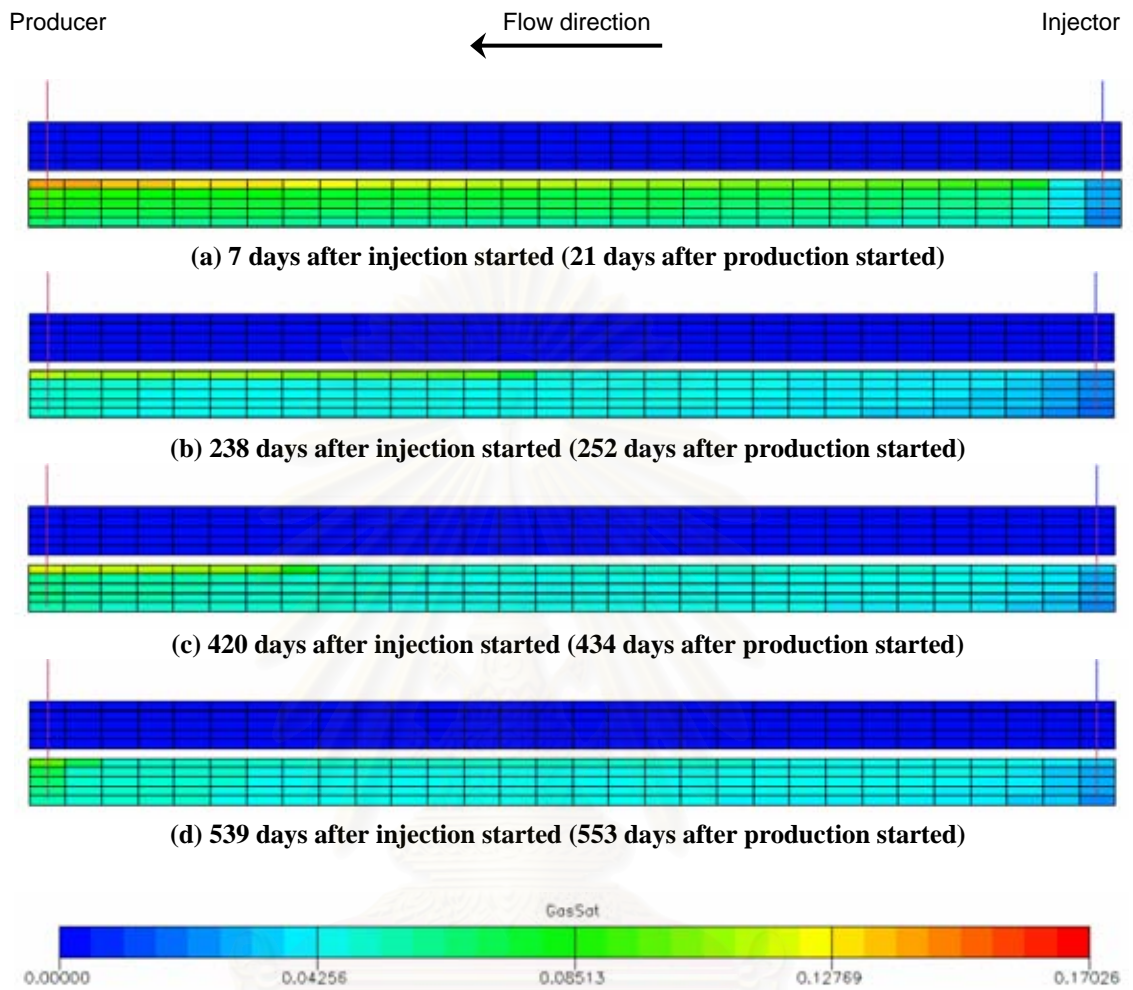 Producer Flow direction Injector
(a) 7 days after injection started (21 days after production started)
(b) 238 days after injection started (252 days after production started)
(c) 420 days after injection started (434 days after production started)
(d) 539 days after injection started (553 days after production started)
GasSat
0.00000 0.04256 0.08513 0.12769 0.17026